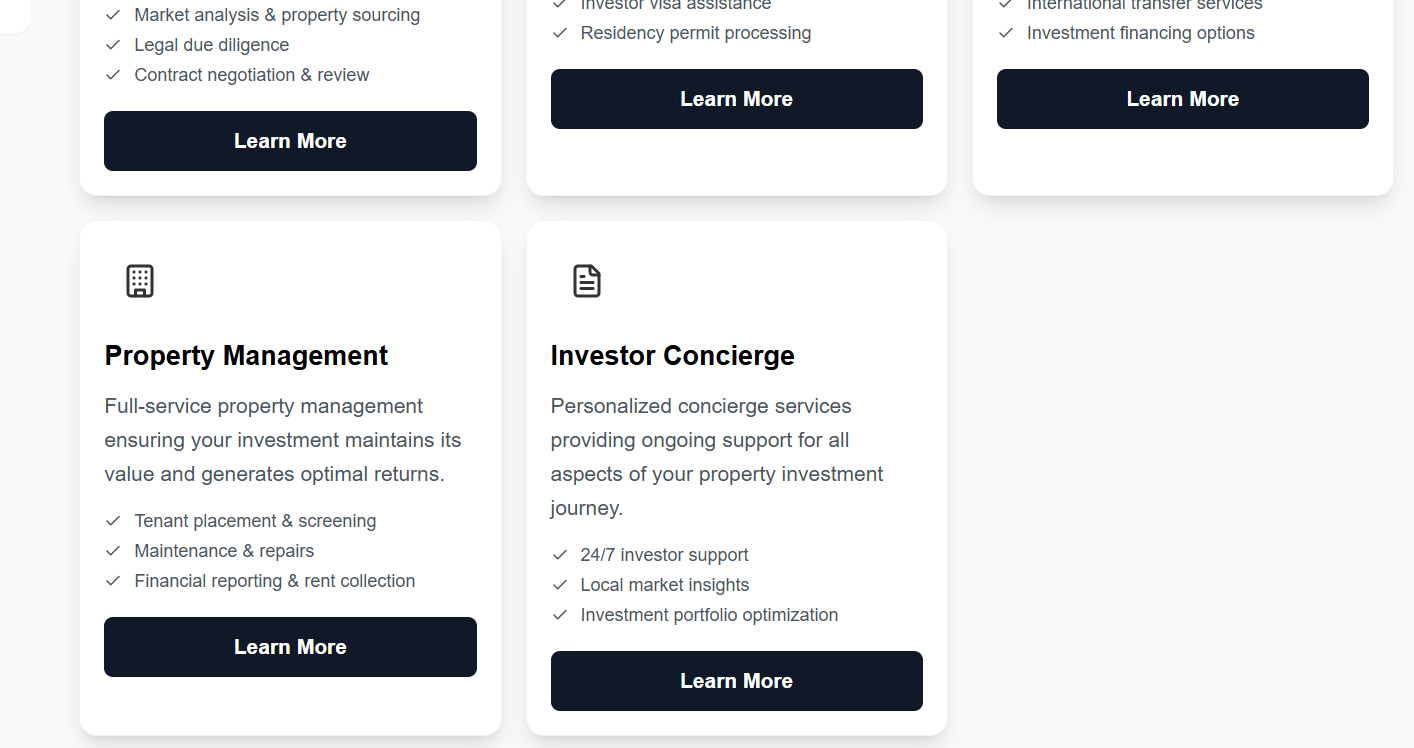 Market analysis & property sourcing
Legal due diligence
Contract negotiation & review
Learn More
Investor visa assistance
Residency permit processing
Learn More
International transfer services
Investment financing options
Learn More
Property Management
Full-service property management
ensuring your investment maintains its
value and generates optimal returns.
Tenant placement & screening
Maintenance & repairs
Financial reporting & rent collection
Learn More
Investor Concierge
Personalized concierge services
providing ongoing support for all
aspects of your property investment
journey.
24/7 investor support
Local market insights
Investment portfolio optimization
Learn More